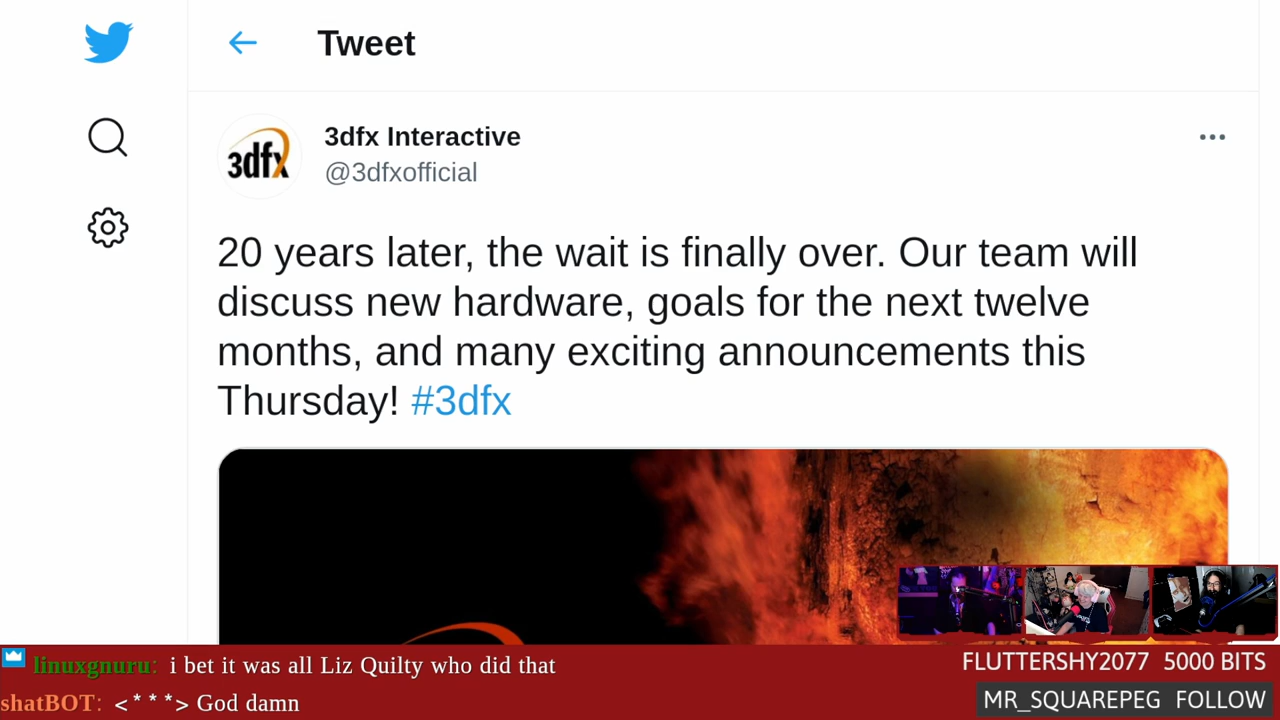 Tweet
3dfx
3dfx Interactive
@3dfxofficial
20 years later, the wait is finally over. Our team will
discuss new hardware, goals for the next twelve
months, and many exciting announcements this
Thursday! #3dfx
linuxgnuru: i bet it was all Liz Quilty who did that
shatBOT: <***> God damn
FLUTTERSHY2077 5000 BITS
MR_SQUAREPEG FOLLOW